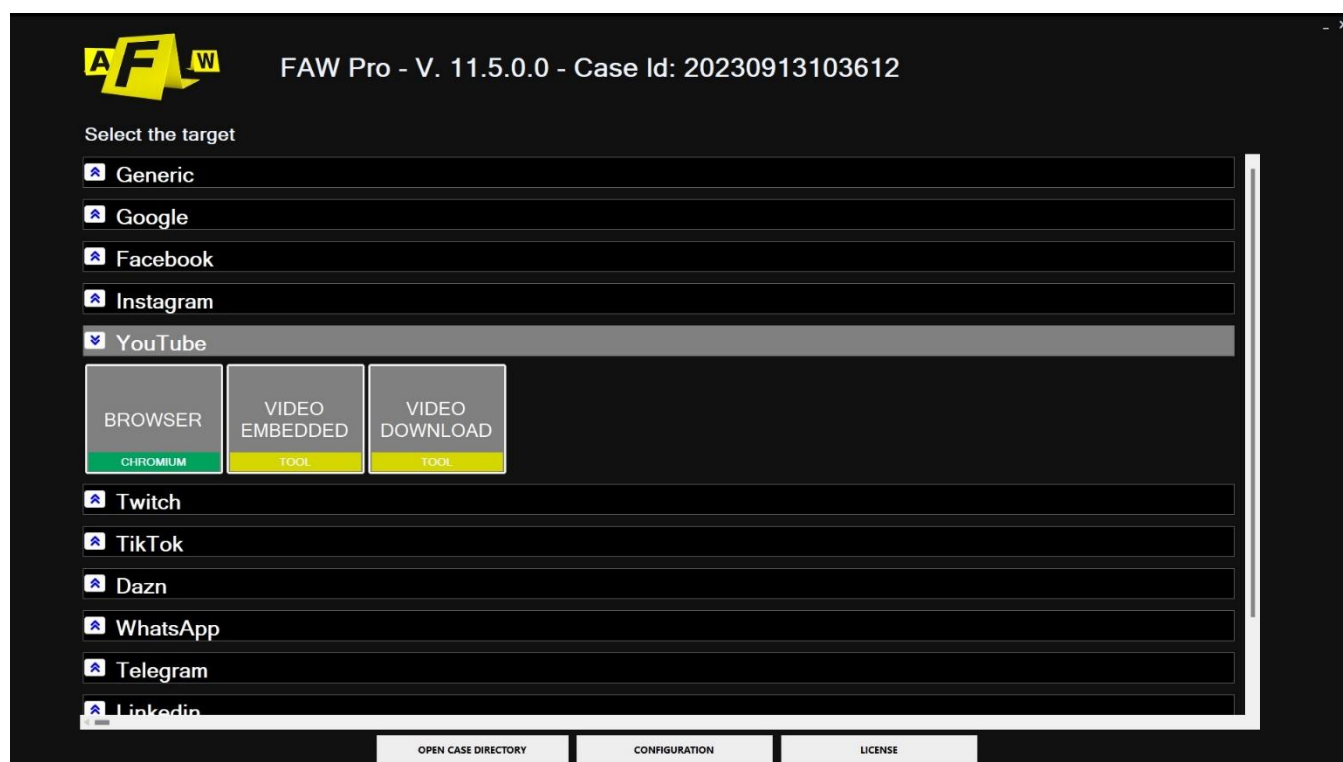 A F W
FAW Pro - V. 11.5.0.0 - Case Id: 20230913103612
Select the target
Generic
Google
Facebook
Instagram
YouTube
BROWSER
CHROMIUM
VIDEO
EMBEDDED
TOOL
VIDEO
DOWNLOAD
TOOL
Twitch
TikTok
Dazn
WhatsApp
Telegram
Linkedin
OPEN CASE DIRECTORY
CONFIGURATION
LICENSE